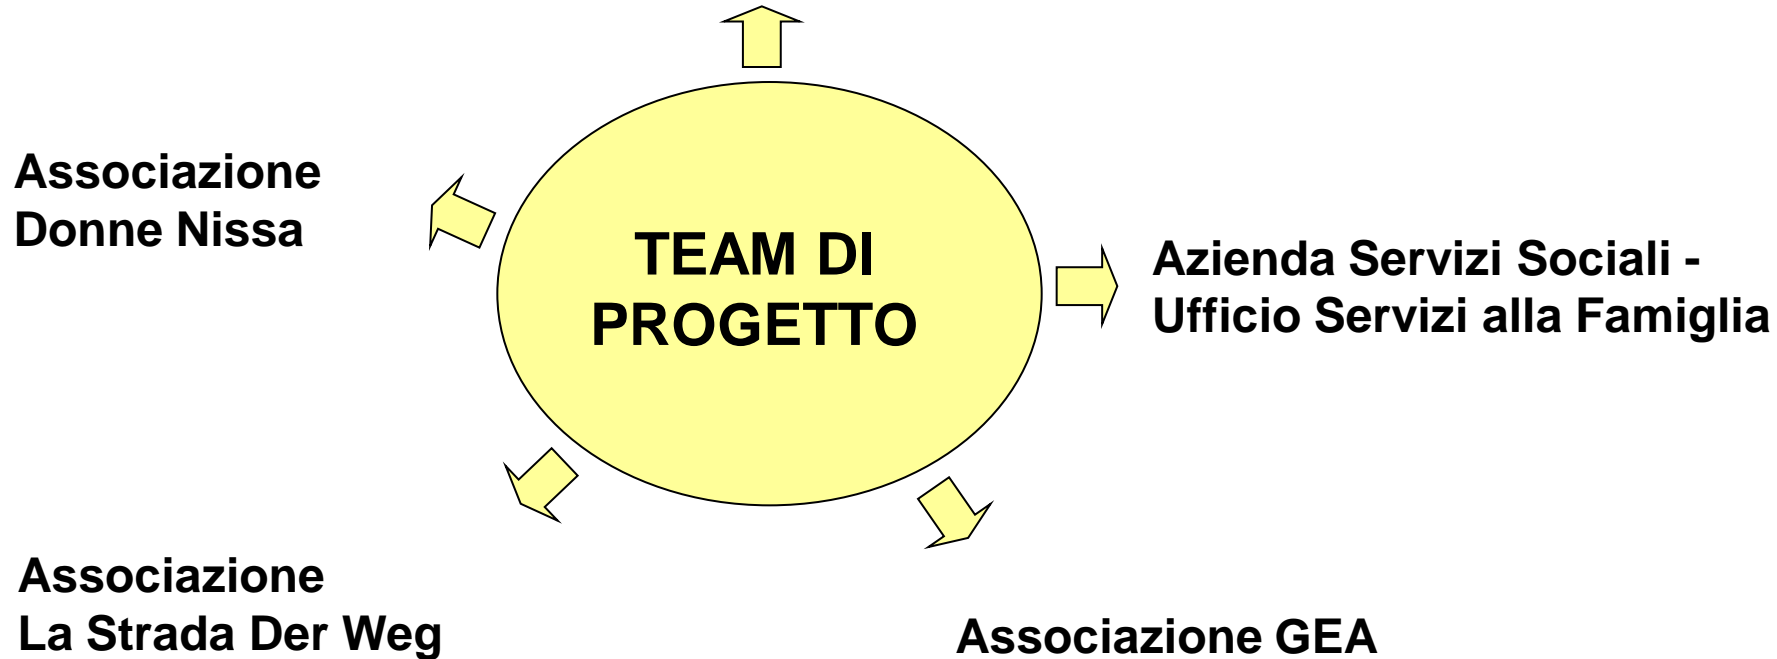 Associazione
Donne Nissa
TEAM DI
PROGETTO
Azienda Servizi Sociali -
Ufficio Servizi alla Famiglia
Associazione
La Strada Der Weg
Associazione GEA